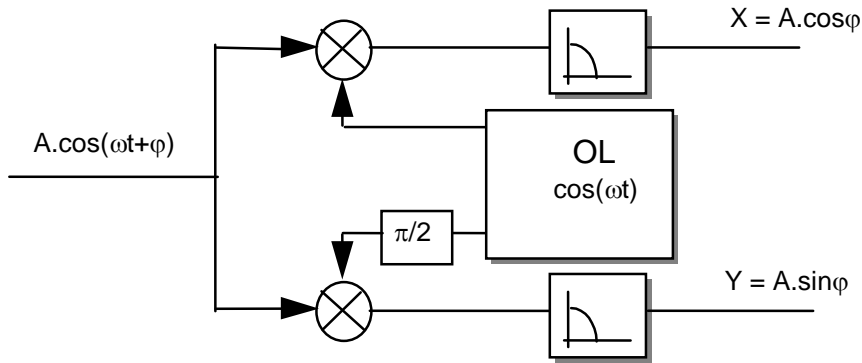 X = A.cosφ
A.cos(ωt+φ)
OL
cos(ωt)
π/2
Y = A.sinφ